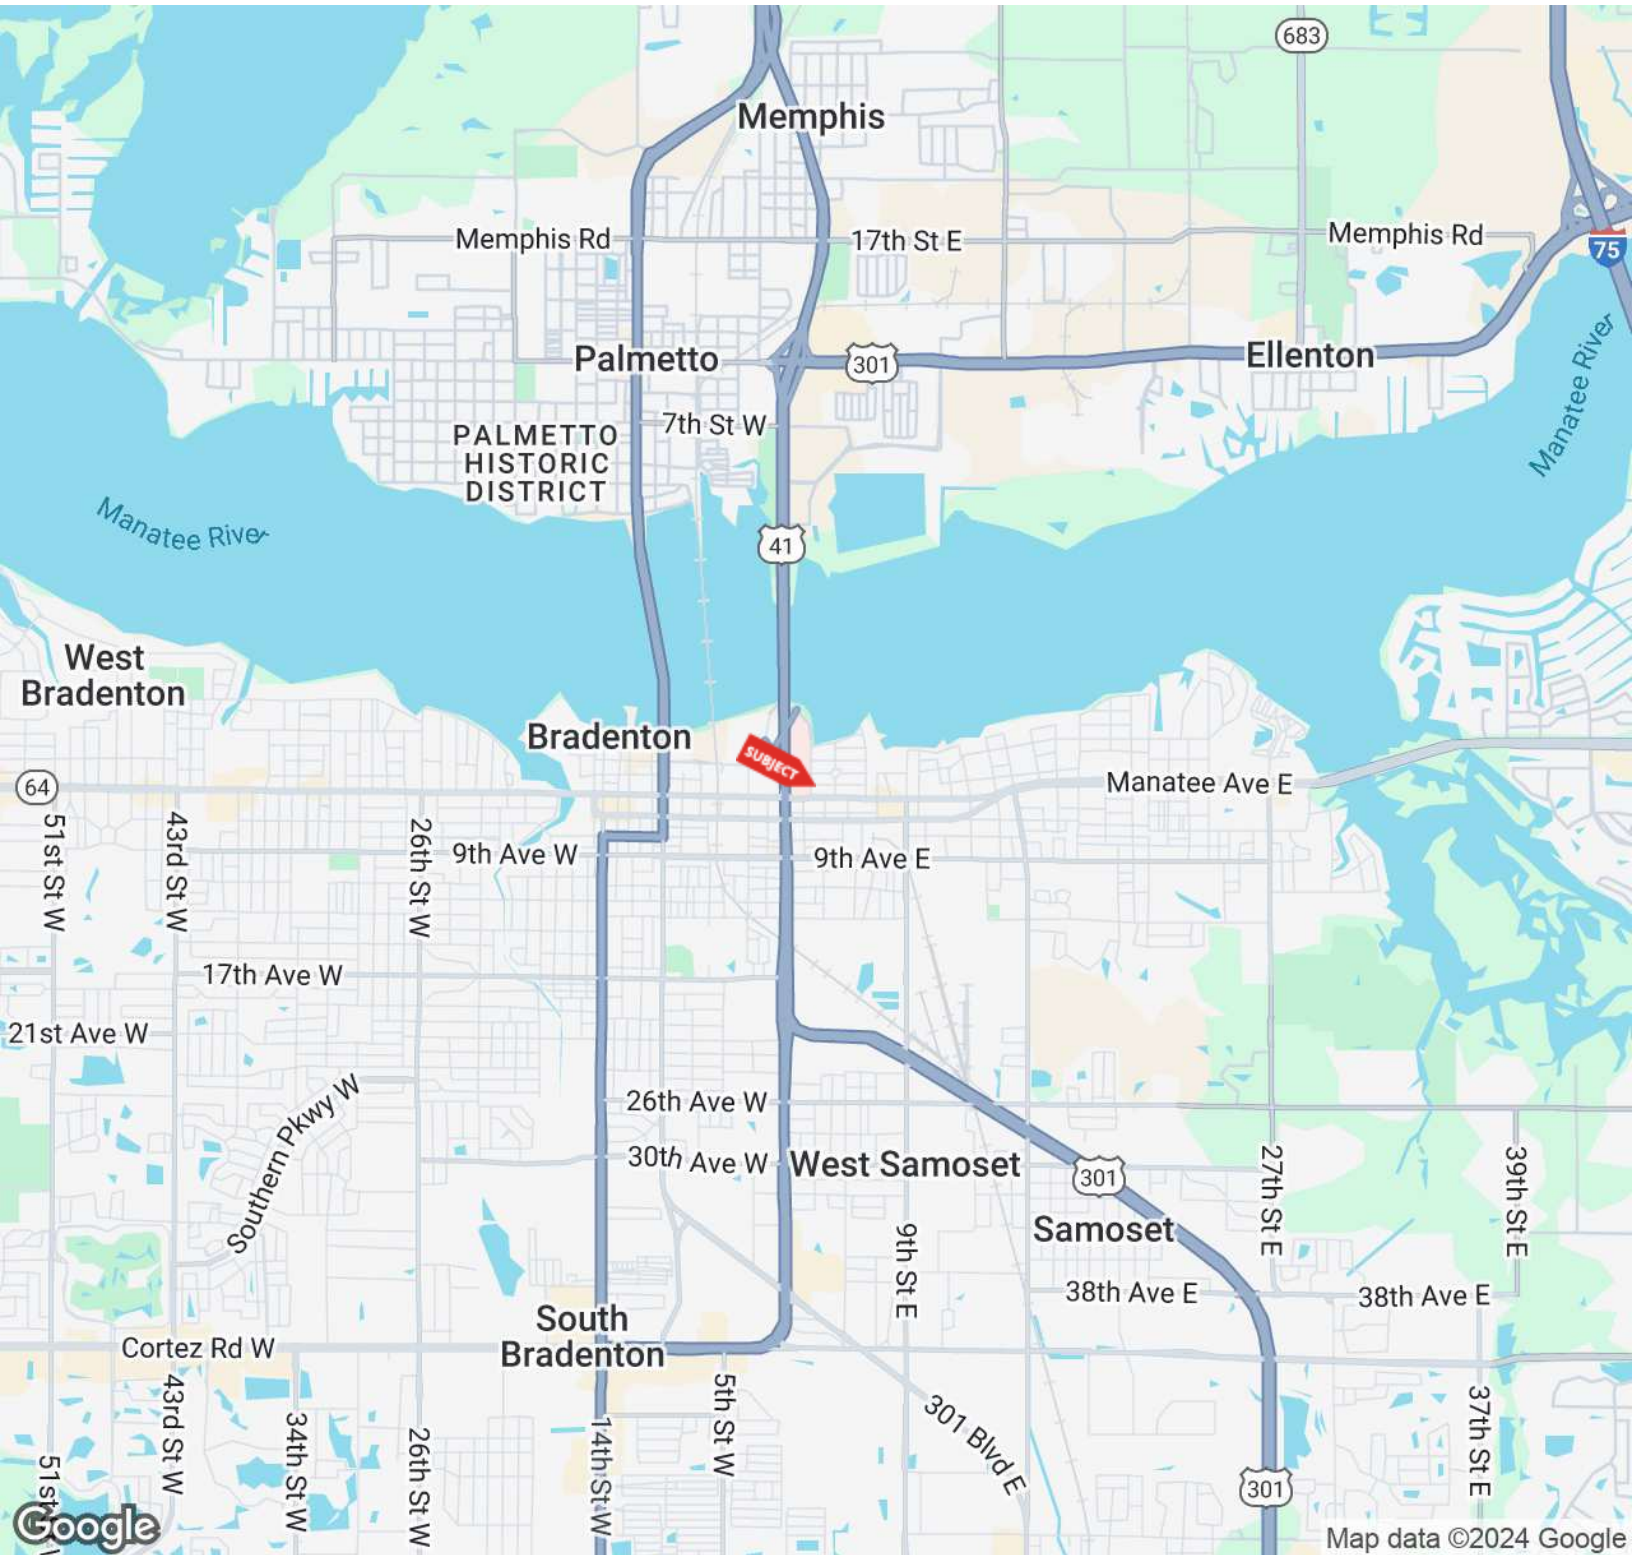 683
Memphis
Memphis Rd
17th St E
Memphis Rd
75
Palmetto
301
Ellenton
Manatee River
7th St W
PALMETTO
HISTORIC
DISTRICT
Manatee River
41
West
Bradenton
Bradenton
SUBJECT
64
Manatee Ave E
51st St W
43rd St W
26th St W
9th Ave W
9th Ave E
17th Ave W
21st Ave W
Southern Pkwy W
26th Ave W
30th Ave W
West Samoset
301
27th St E
39th St E
Samoset
9th St E
38th Ave E
38th Ave E
South
Bradenton
Cortez Rd W
43rd St W
34th St W
26th St W
14th St W
5th St W
301 Blvd E
37th St E
301
51st
Google
Map data ©2024 Google